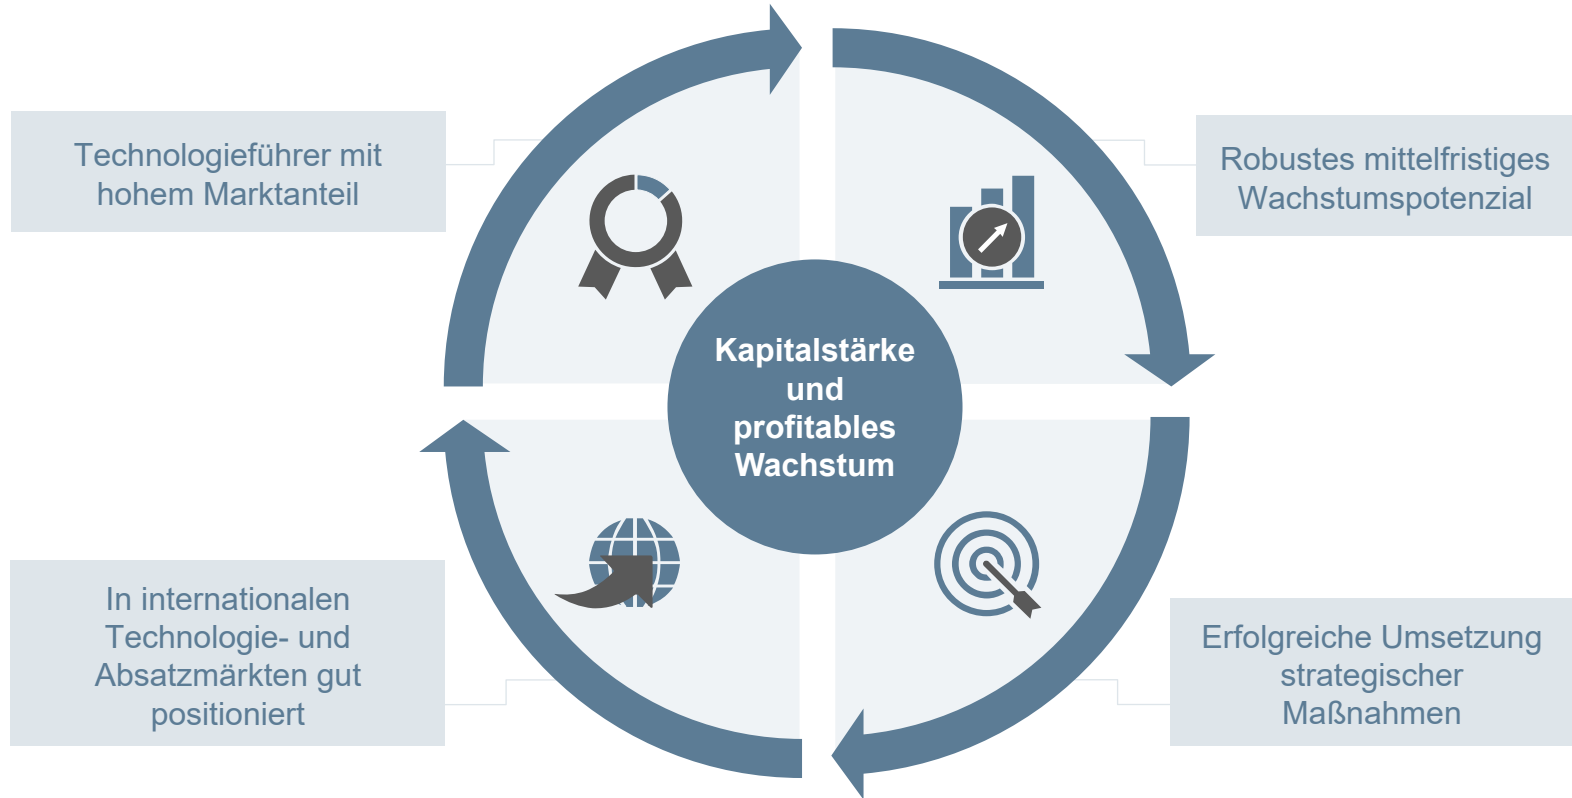 Technologieführer mit
hohem Marktanteil
Robustes mittelfristiges
Wachstumspotenzial
Kapitalstärke
und
profitables
Wachstum
In internationalen
Technologie- und
Absatzmärkten gut
positioniert
Erfolgreiche Umsetzung
strategischer
Maßnahmen